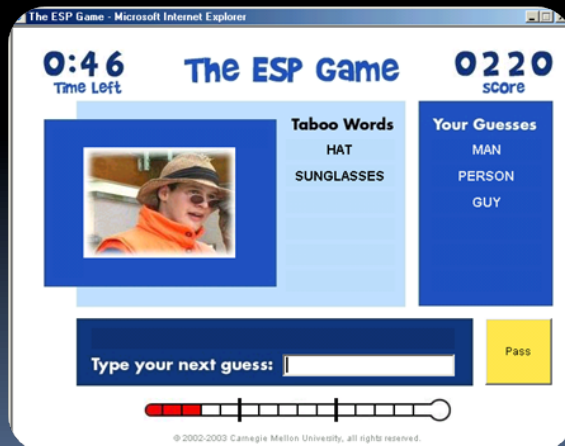 The ESP Game - Microsoft Internet Explorer
0:46
Time Left
The ESP Game
0220
score
Taboo Words
HAT
SUNGLASSES
Your Guesses
MAN
PERSON
GUY
Type your next guess:
Pass
© 2002-2003 Carnegie Mellon University, all rights reserved.